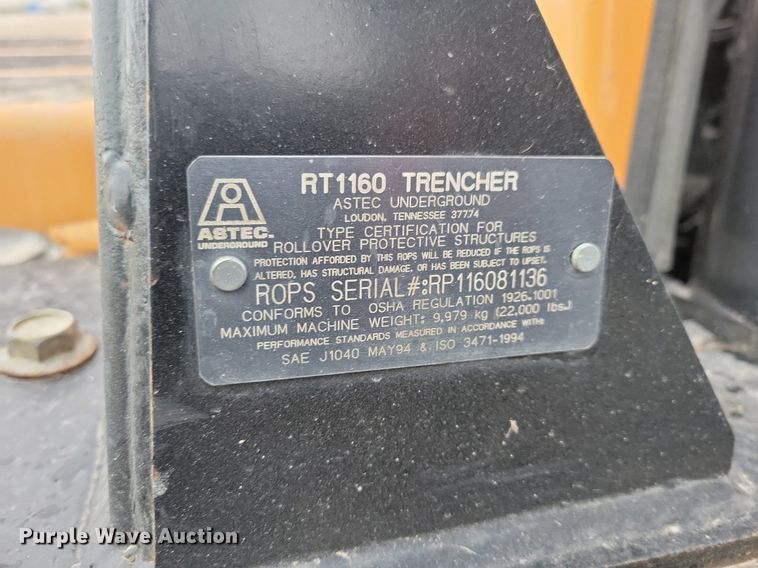 RT1160 TRENCHER
ASTEC UNDERGROUND
LOUDON, TENNESSEE 37774
ASTEC.
UNDERGROUND
TYPE CERTIFICATION FOR
ROLLOVER PROTECTIVE STRUCTURES
PROTECTION AFFORDED BY THIS ROPS WILL BE REDUCED IF THE ROPS IS
ALTERED, HAS STRUCTURAL DAMAGE, OR HAS BEEN SUBJECT TO UPSET.
ROPS SERIAL#:RP116081136
CONFORMS TO OSHA REGULATION 1926.1001
MAXIMUM MACHINE WEIGHT: 9,979 kg (22,000 lbs.)
PERFORMANCE STANDARDS MEASURED IN ACCORDANCE WITH:
SAE J1040 MAY94 & ISO 3471-1994
Purple Wave Auction